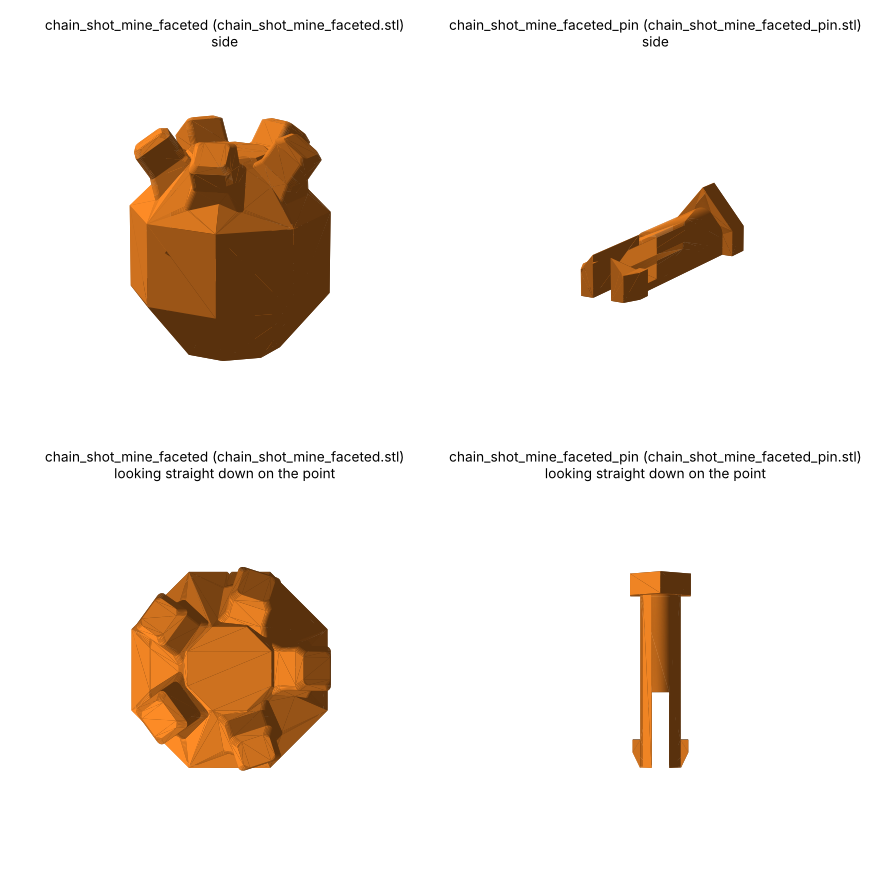 chain_shot_mine_faceted (chain_shot_mine_faceted.stl)
side
chain_shot_mine_faceted_pin (chain_shot_mine_faceted_pin.stl)
side
chain_shot_mine_faceted (chain_shot_mine_faceted.stl)
looking straight down on the point
chain_shot_mine_faceted_pin (chain_shot_mine_faceted_pin.stl)
looking straight down on the point